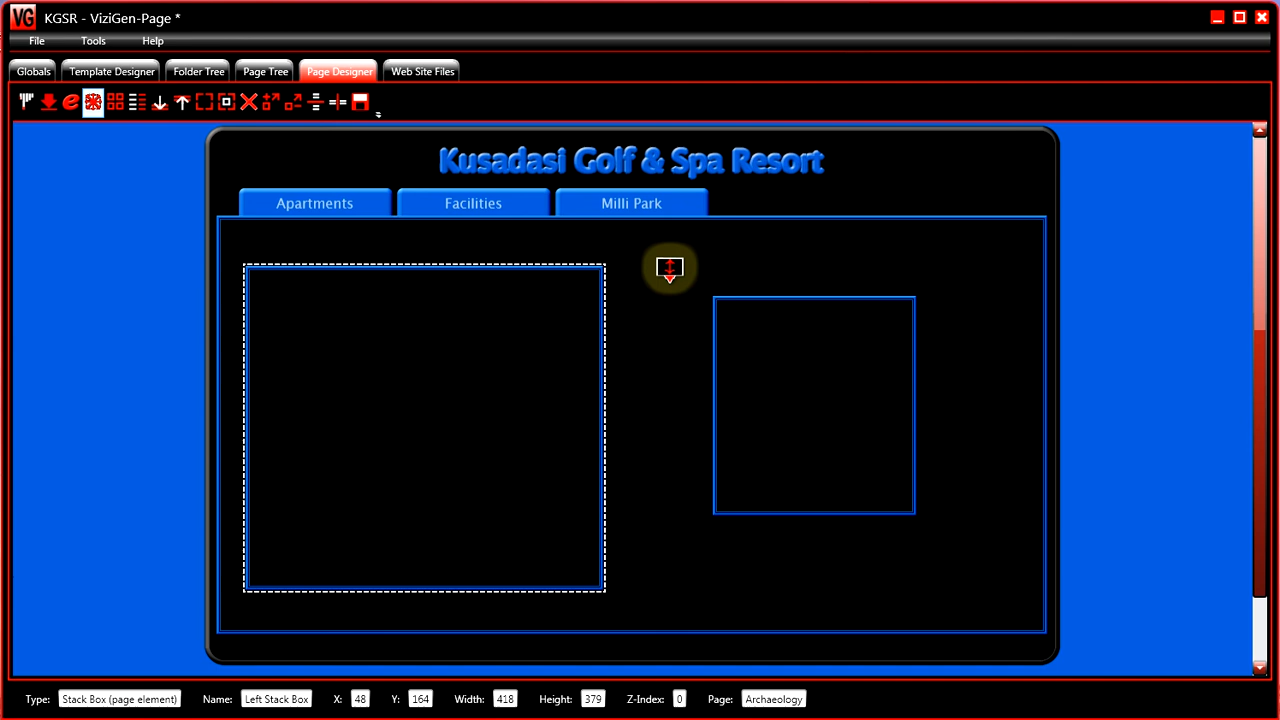 VG KGSR - ViziGen-Page *
File Tools Help
Globals Template Designer Folder Tree Page Tree Page Designer Web Site Files
Kusadasi Golf & Spa Resort
Apartments Facilities Milli Park
Type: Stack Box (page element) Name: Left Stack Box X: 48 Y: 164 Width: 418 Height: 379 Z-Index: 0 Page: Archaeology